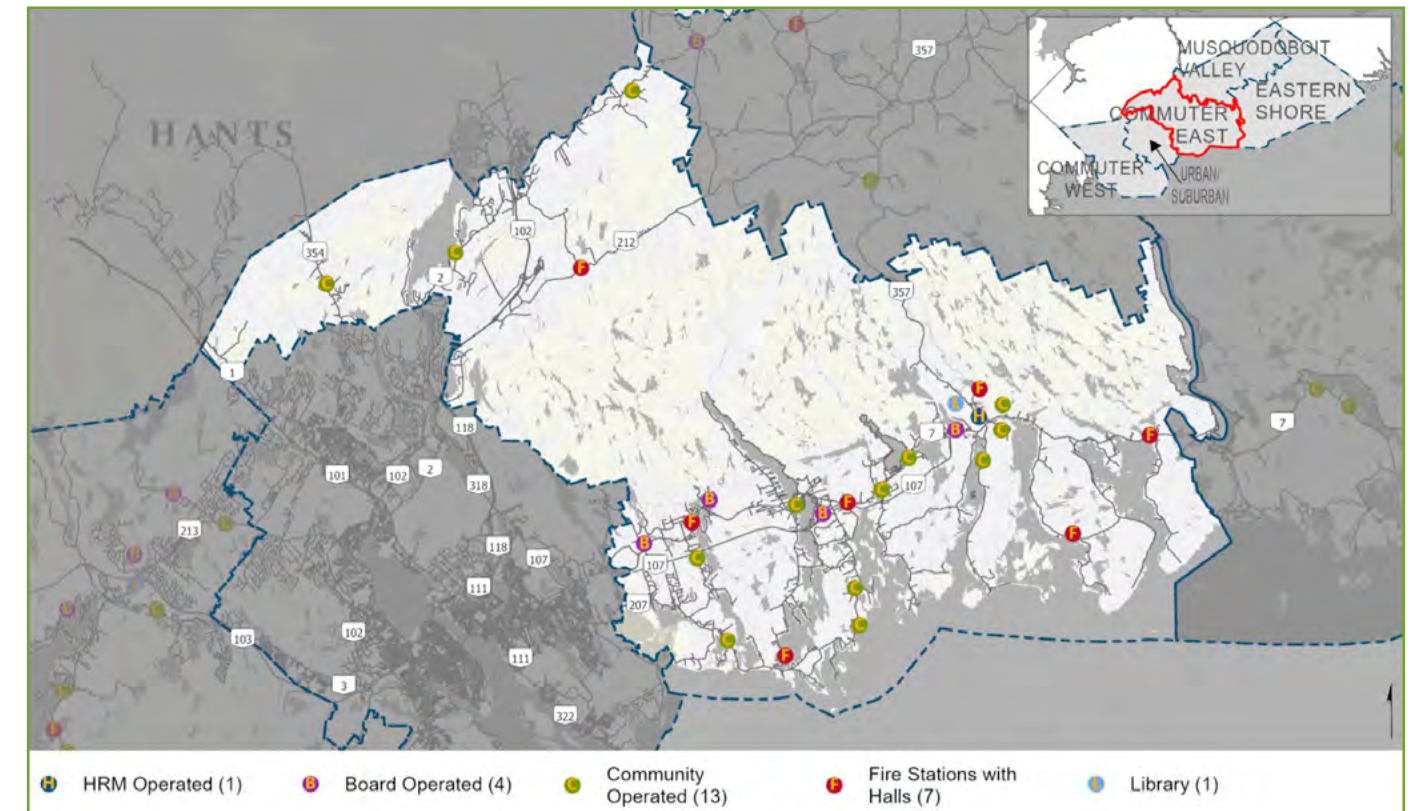 B
F
357
MUSQUODOBOIT
VALLEY
EASTERN
SHORE
COMMUTER
EAST
COMMUTER
WEST
URBAN/
SUBURBAN
C
HANTS
C
354
C
102
212
F
2
C
357
1
118
C
C
7
F
L
C
H
7
B
C
F
C
C
101
102
2
318
B
C
107
B
213
C
B
C
B
F
F
118
B
F
B
107
C
107
L
111
C
B
C
207
C
103
102
C
F
111
3
C
322
F
H HRM Operated (1)
B Board Operated (4)
C Community
Operated (13)
F Fire Stations with
Halls (7)
L Library (1)